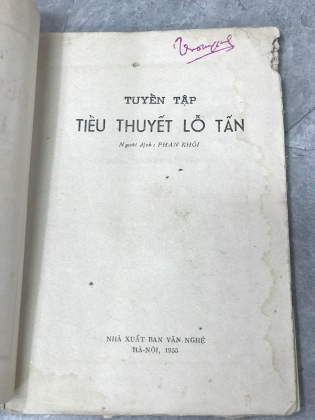 TUYỂN TẬP
TIỂU THUYẾT LỖ TẤN
Người dịch: PHAN KHÔI
NHÀ XUẤT BẢN VĂN NGHỆ
HÀ-NỘI, 1955